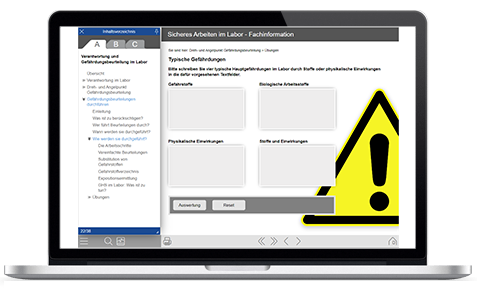 Inhaltsverzeichnis
A B C
Verantwortung und
Gefährdungsbeurteilung im Labor
Übersicht
Verantwortung im Labor
Dreh- und Angelpunkt
Gefährdungsbeurteilung
Gefährdungsbeurteilungen
durchführen
Einleitung
Was ist zu berücksichtigen?
Wer führt Beurteilungen durch?
Wann werden sie durchgeführt?
Wie werden sie durchgeführt?
Die Arbeitsschritte
Vereinfachte Beurteilungen
Substitution von
Gefahrstoffen
Gefahrstoffverzeichnis
Expositionsermittlung
GHS im Labor: Was ist zu
tun?
Übungen
22/38
Sicheres Arbeiten im Labor - Fachinformation
Sie sind hier: Dreh- und Angelpunkt Gefährdungsbeurteilung > Übungen
Typische Gefährdungen
Bitte schreiben Sie vier typische Hauptgefährdungen im Labor durch Stoffe oder physikalische Einwirkungen
in die dafür vorgesehenen Textfelder.
Gefahrstoffe
Biologische Arbeitsstoffe
Physikalische Einwirkungen
Stoffe und Einwirkungen
Auswertung
Reset